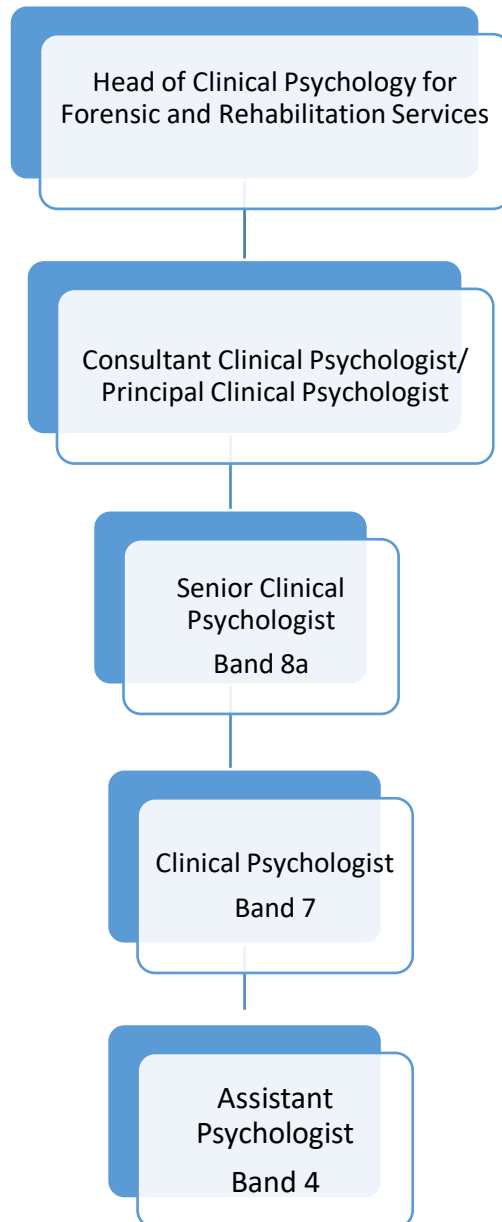 Head of Clinical Psychology for
Forensic and Rehabilitation Services
Consultant Clinical Psychologist/
Principal Clinical Psychologist
Senior Clinical
Psychologist
Band 8a
Clinical Psychologist
Band 7
Assistant
Psychologist
Band 4